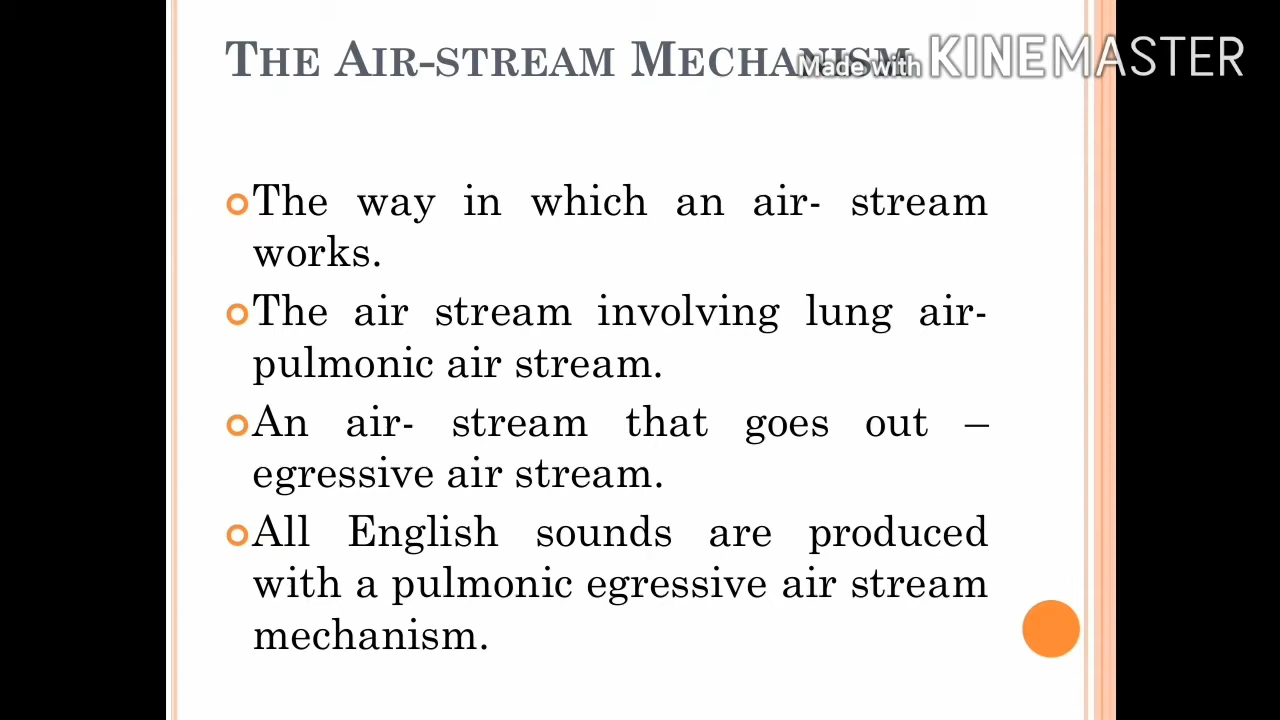 THE AIR-STREAM MECHANISM
Made with KINEMASTER
The way in which an air- stream
works.
The air stream involving lung air-
pulmonic air stream.
An air- stream that goes out –
egressive air stream.
All English sounds are produced
with a pulmonic egressive air stream
mechanism.